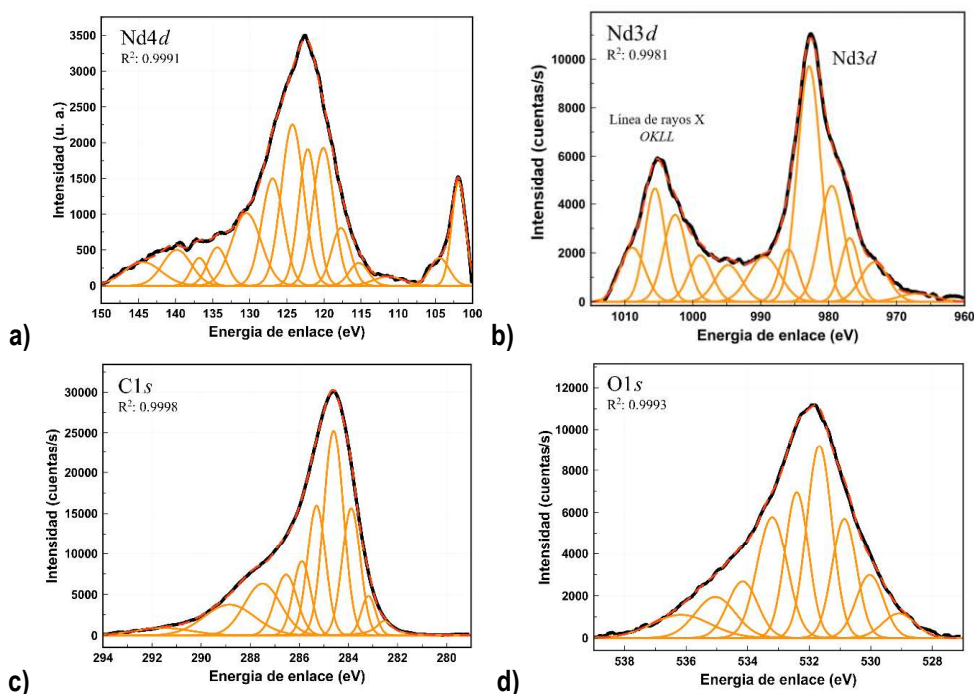 Nd4d
R²: 0.9991
Intensidad (u. a.)
3500
3000
2500
2000
1500
1000
500
0
150 145 140 135 130 125 120 115 110 105 100
Energia de enlace (eV)
a)
Nd3d
R²: 0.9981
Nd3d
Línea de rayos X
OKLL
Intensidad (cuentas/s)
10000
8000
6000
4000
2000
0
1010 1000 990 980 970 960
Energia de enlace (eV)
b)
C1s
R²: 0.9998
Intensidad (cuentas/s)
30000
25000
20000
15000
10000
5000
0
294 292 290 288 286 284 282 280
Energia de enlace (eV)
c)
O1s
R²: 0.9993
Intensidad (cuentas/s)
12000
10000
8000
6000
4000
2000
0
538 536 534 532 530 528
Energia de enlace (eV)
d)